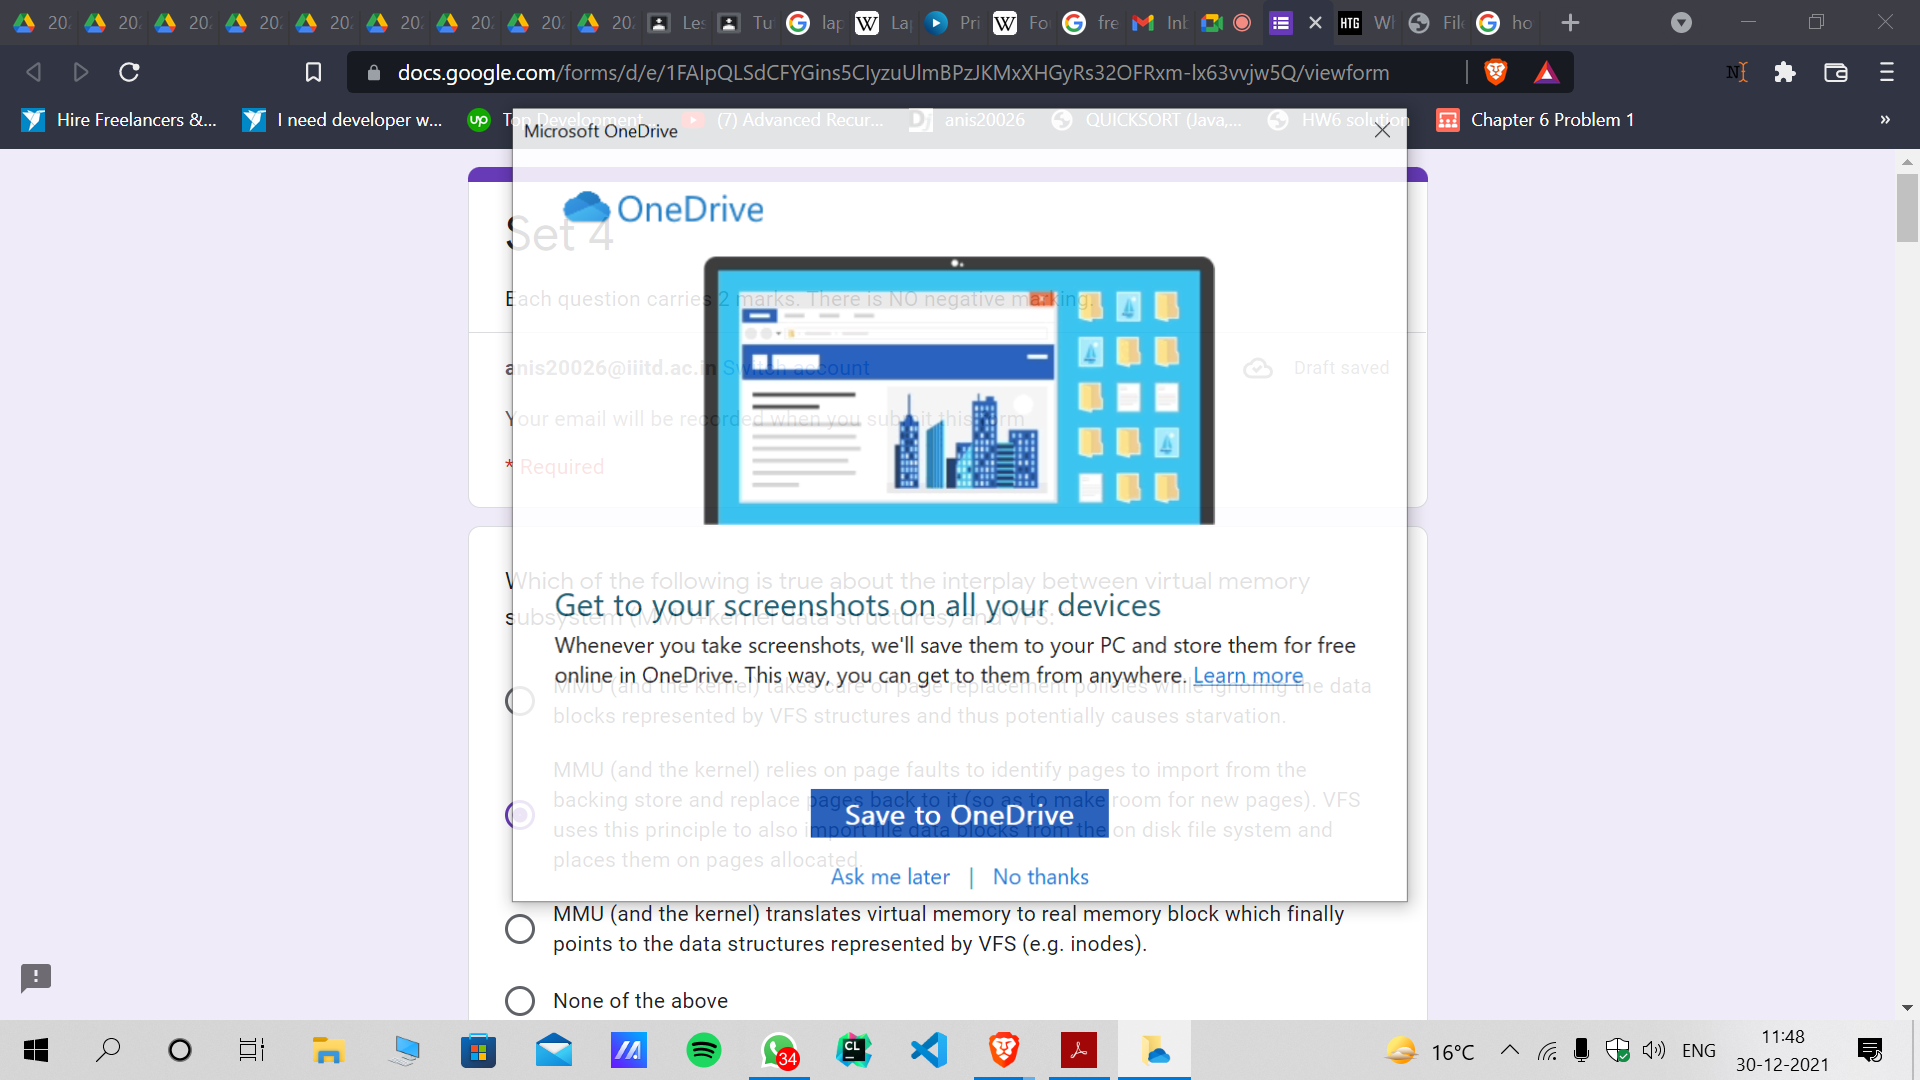 20
20
20
20
20
20
20
20
20
Les
Tu
lap
La
Pri
Fo
fre
Inb
HTG
Wh
File
ho
docs.google.com/forms/d/e/1FAIpQLSdCFYGins5CIyzuUlmBPzJKMxXHGyRs32OFRxm-lx63vvjw5Q/viewform
Hire Freelancers &...
I need developer w...
up
Top Development...
(7) Advanced Recur...
anis20026
QUICKSORT (Java,...
HW6 solution
Chapter 6 Problem 1
»
Microsoft OneDrive
OneDrive
Set 4
Each question carries 2 marks. There is NO negative marking.
anis20026@iiitd.ac.in Switch account
Draft saved
Your email will be recorded when you submit this form
* Required
Which of the following is true about the interplay between virtual memory
subsystem (MMU+kernel data structures) and VFS:
Get to your screenshots on all your devices
Whenever you take screenshots, we'll save them to your PC and store them for free
online in OneDrive. This way, you can get to them from anywhere. Learn more
MMU (and the kernel) takes care of page replacement policies while ignoring the data
blocks represented by VFS structures and thus potentially causes starvation.
MMU (and the kernel) relies on page faults to identify pages to import from the
backing store and replace pages back to it (so as to make room for new pages). VFS
uses this principle to also import file data blocks from the on disk file system and
places them on pages allocated.
Save to OneDrive
Ask me later | No thanks
MMU (and the kernel) translates virtual memory to real memory block which finally
points to the data structures represented by VFS (e.g. inodes).
None of the above
34
CL
16°C
ENG
11:48
30-12-2021